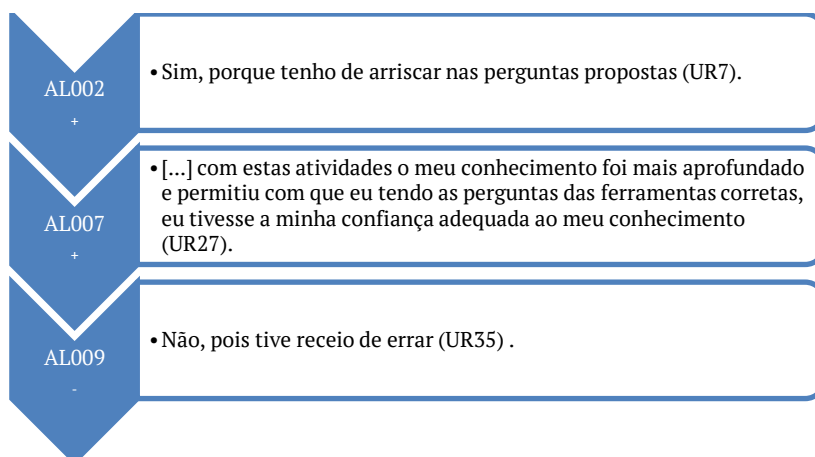 AL002
+
•Sim, porque tenho de arriscar nas perguntas propostas (UR7).
AL007
+
•[...] com estas atividades o meu conhecimento foi mais aprofundado
e permitiu com que eu tendo as perguntas das ferramentas corretas,
eu tivesse a minha confiança adequada ao meu conhecimento
(UR27).
AL009
-
•Não, pois tive receio de errar (UR35) .